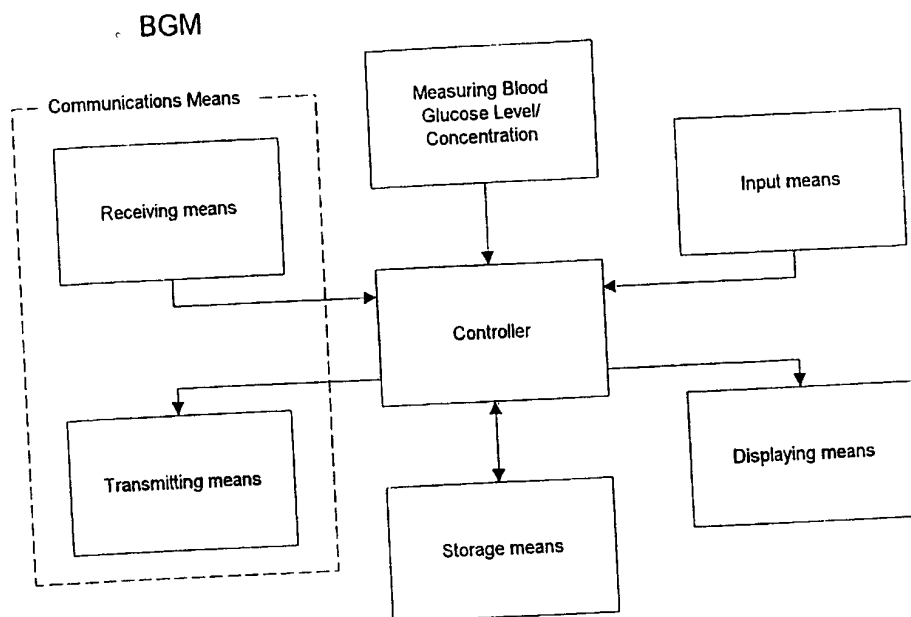 BGM
Communications Means
Measuring Blood
Glucose Level/
Concentration
Receiving means
Input means
Controller
Transmitting means
Displaying means
Storage means